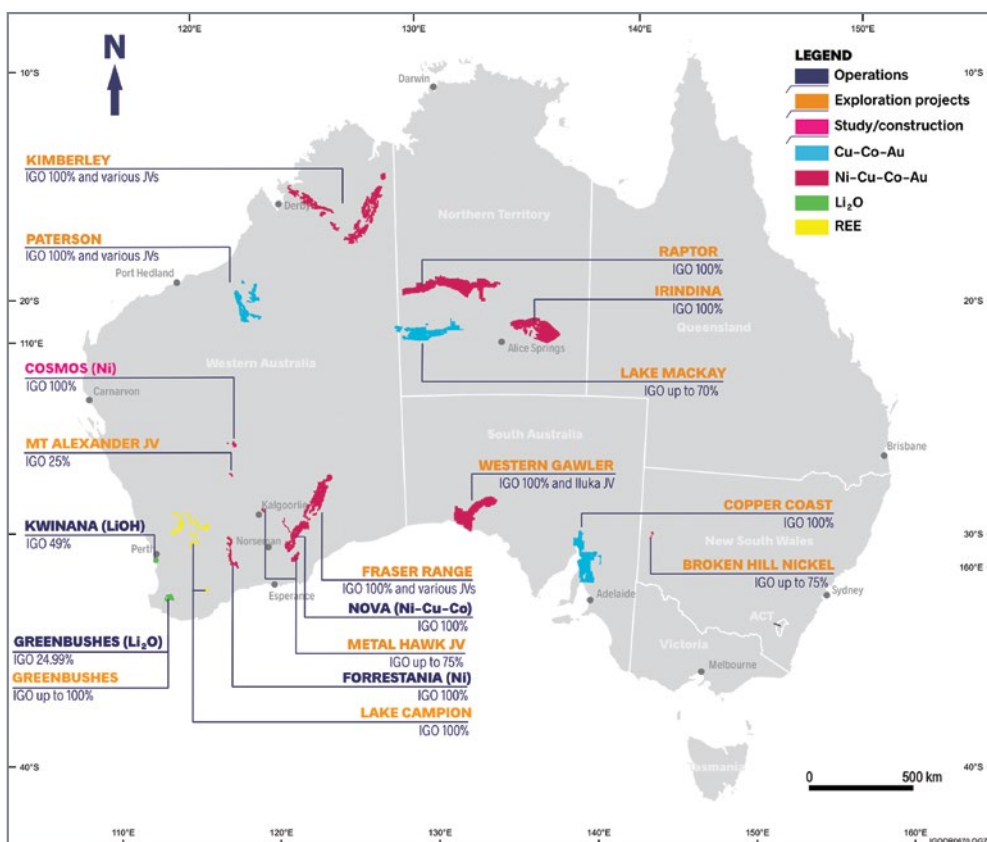 120°E
130°E
140°E
150°E
N
10°S
10°S
LEGEND
Operations
Exploration projects
Study/construction
Cu–Co–Au
Ni–Cu–Co–Au
Li₂O
REE
Darwin
KIMBERLEY
IGO 100% and various JVs
Derby
Northern Territory
PATERSON
IGO 100% and various JVs
Port Hedland
RAPTOR
IGO 100%
IRINDINA
IGO 100%
20°S
20°S
Queensland
110°E
Alice Springs
Western Australia
COSMOS (Ni)
IGO 100%
LAKE MACKAY
IGO up to 70%
Carnarvon
MT ALEXANDER JV
IGO 25%
South Australia
Brisbane
WESTERN GAWLER
IGO 100% and Iluka JV
KWINANA (LiOH)
IGO 49%
Kalgoorlie
COPPER COAST
IGO 100%
Perth
Norseman
30°S
New South Wales
BROKEN HILL NICKEL
IGO up to 75%
160°E
FRASER RANGE
IGO 100% and various JVs
Esperance
Adelaide
Sydney
NOVA (Ni–Cu–Co)
IGO 100%
ACT
GREENBUSHES (Li₂O)
IGO 24.99%
METAL HAWK JV
IGO up to 75%
Victoria
GREENBUSHES
IGO up to 100%
FORRESTANIA (Ni)
IGO 100%
Melbourne
LAKE CAMPION
IGO 100%
40°S
40°S
Tasmania
0
500 km
110°E
120°E
130°E
140°E
150°E
160°E